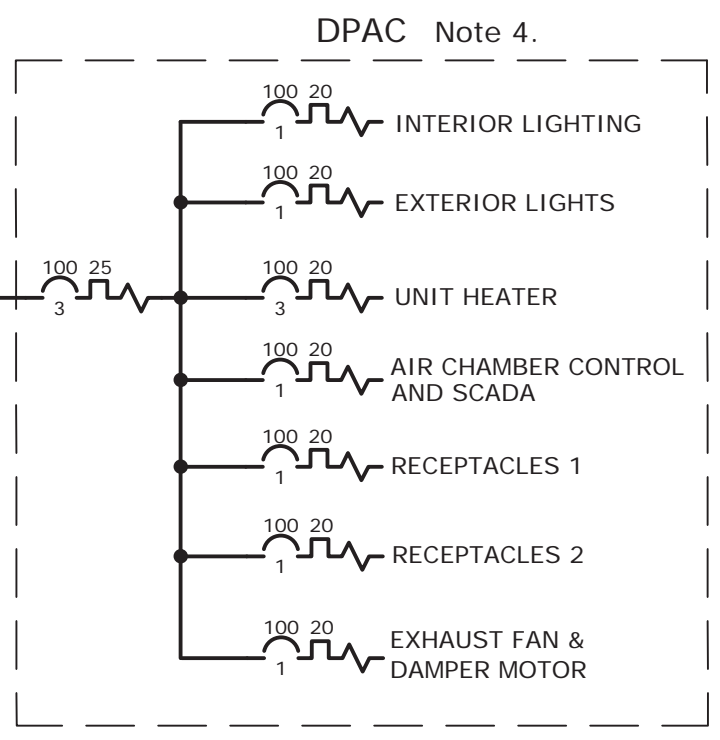 DPAC Note 4.
100 20
1
INTERIOR LIGHTING
100 20
1
EXTERIOR LIGHTS
100 25
3
100 20
3
UNIT HEATER
100 20
1
AIR CHAMBER CONTROL
AND SCADA
100 20
1
RECEPTACLES 1
100 20
1
RECEPTACLES 2
100 20
1
EXHAUST FAN &
DAMPER MOTOR